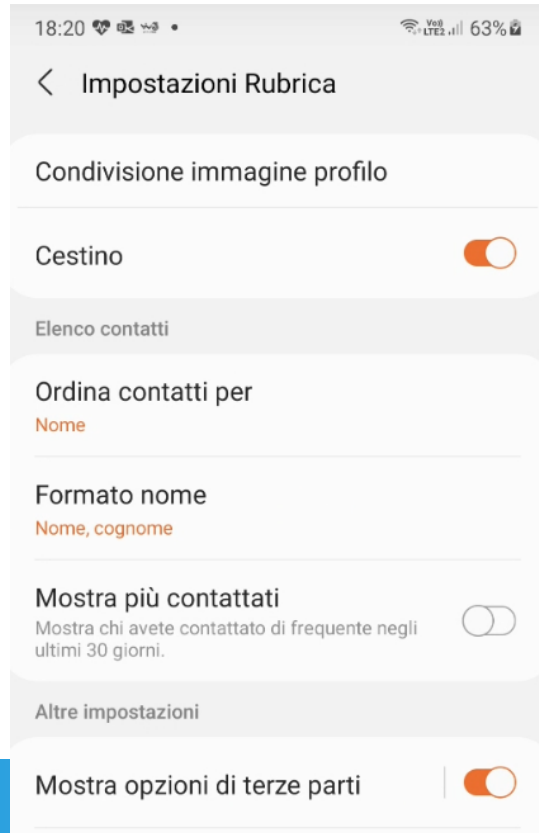 18:20
Vo)) LTE2 63%
Impostazioni Rubrica
Condivisione immagine profilo
Cestino
Elenco contatti
Ordina contatti per
Nome
Formato nome
Nome, cognome
Mostra più contattati
Mostra chi avete contattato di frequente negli
ultimi 30 giorni.
Altre impostazioni
Mostra opzioni di terze parti